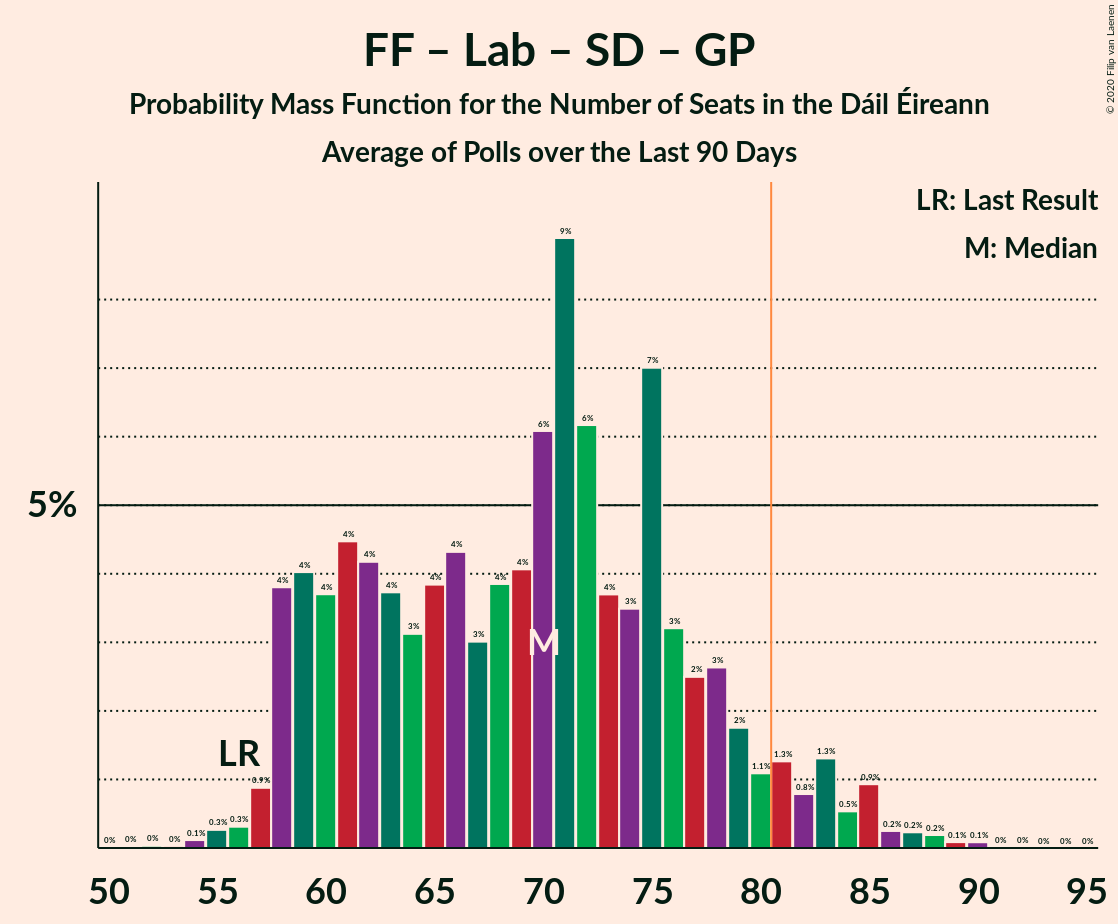 FF – Lab – SD – GP
Probability Mass Function for the Number of Seats in the Dáil Éireann
Average of Polls over the Last 90 Days
© 2020 Filip van Laenen
LR: Last Result
M: Median
5%
0% 0% 0% 0% 0.1% 0.3% 0.3% 0.9% 4% 4% 4% 4% 4% 4% 3% 4% 4% 3% 4% 4% 6% 9% 6% 4% 3% 7% 3% 2% 3% 2% 1.1% 1.3% 0.8% 1.3% 0.5% 0.9% 0.2% 0.2% 0.2% 0.1% 0.1% 0% 0% 0% 0% 0%
M
LR
50 55 60 65 70 75 80 85 90 95